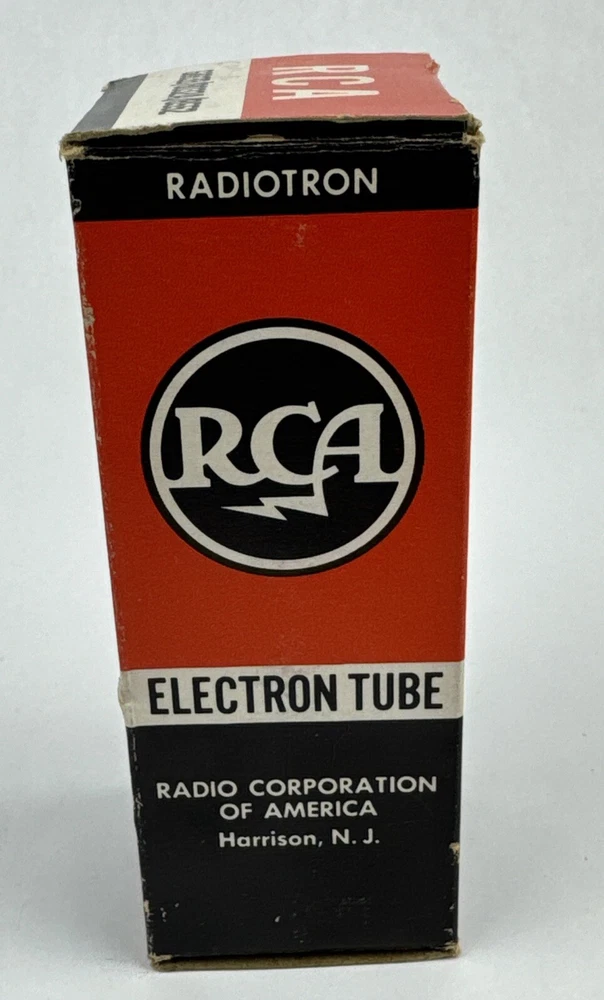 RCA
RADIOTRON
RCA
ELECTRON TUBE
RADIO CORPORATION
OF AMERICA
Harrison, N. J.